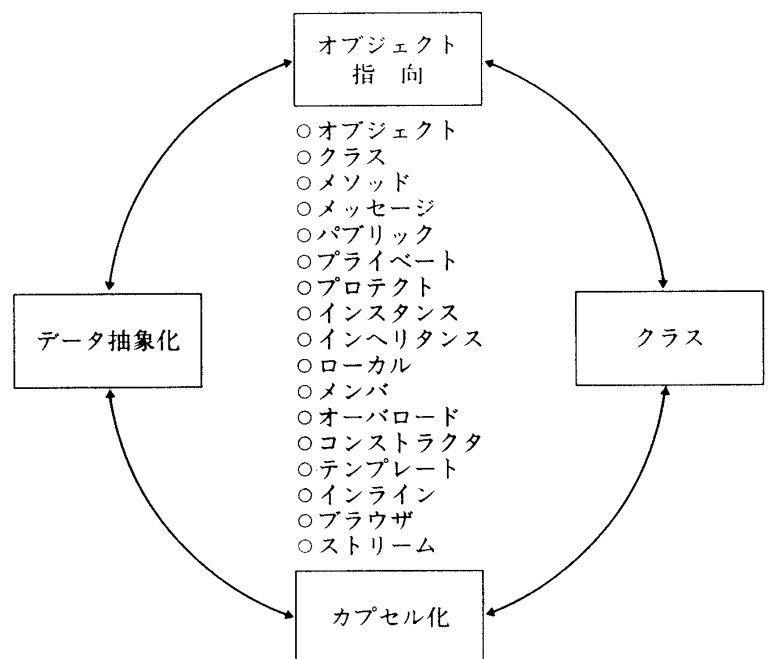 オブジェクト
指 向
○オブジェクト
○クラス
○メソッド
○メッセージ
○パブリック
○プライベート
○プロテクト
○インスタンス
○インヘリタンス
○ローカル
○メンバ
○オーバロード
○コンストラクタ
○テンプレート
○インライン
○ブラウザ
○ストリーム
データ抽象化
クラス
カプセル化